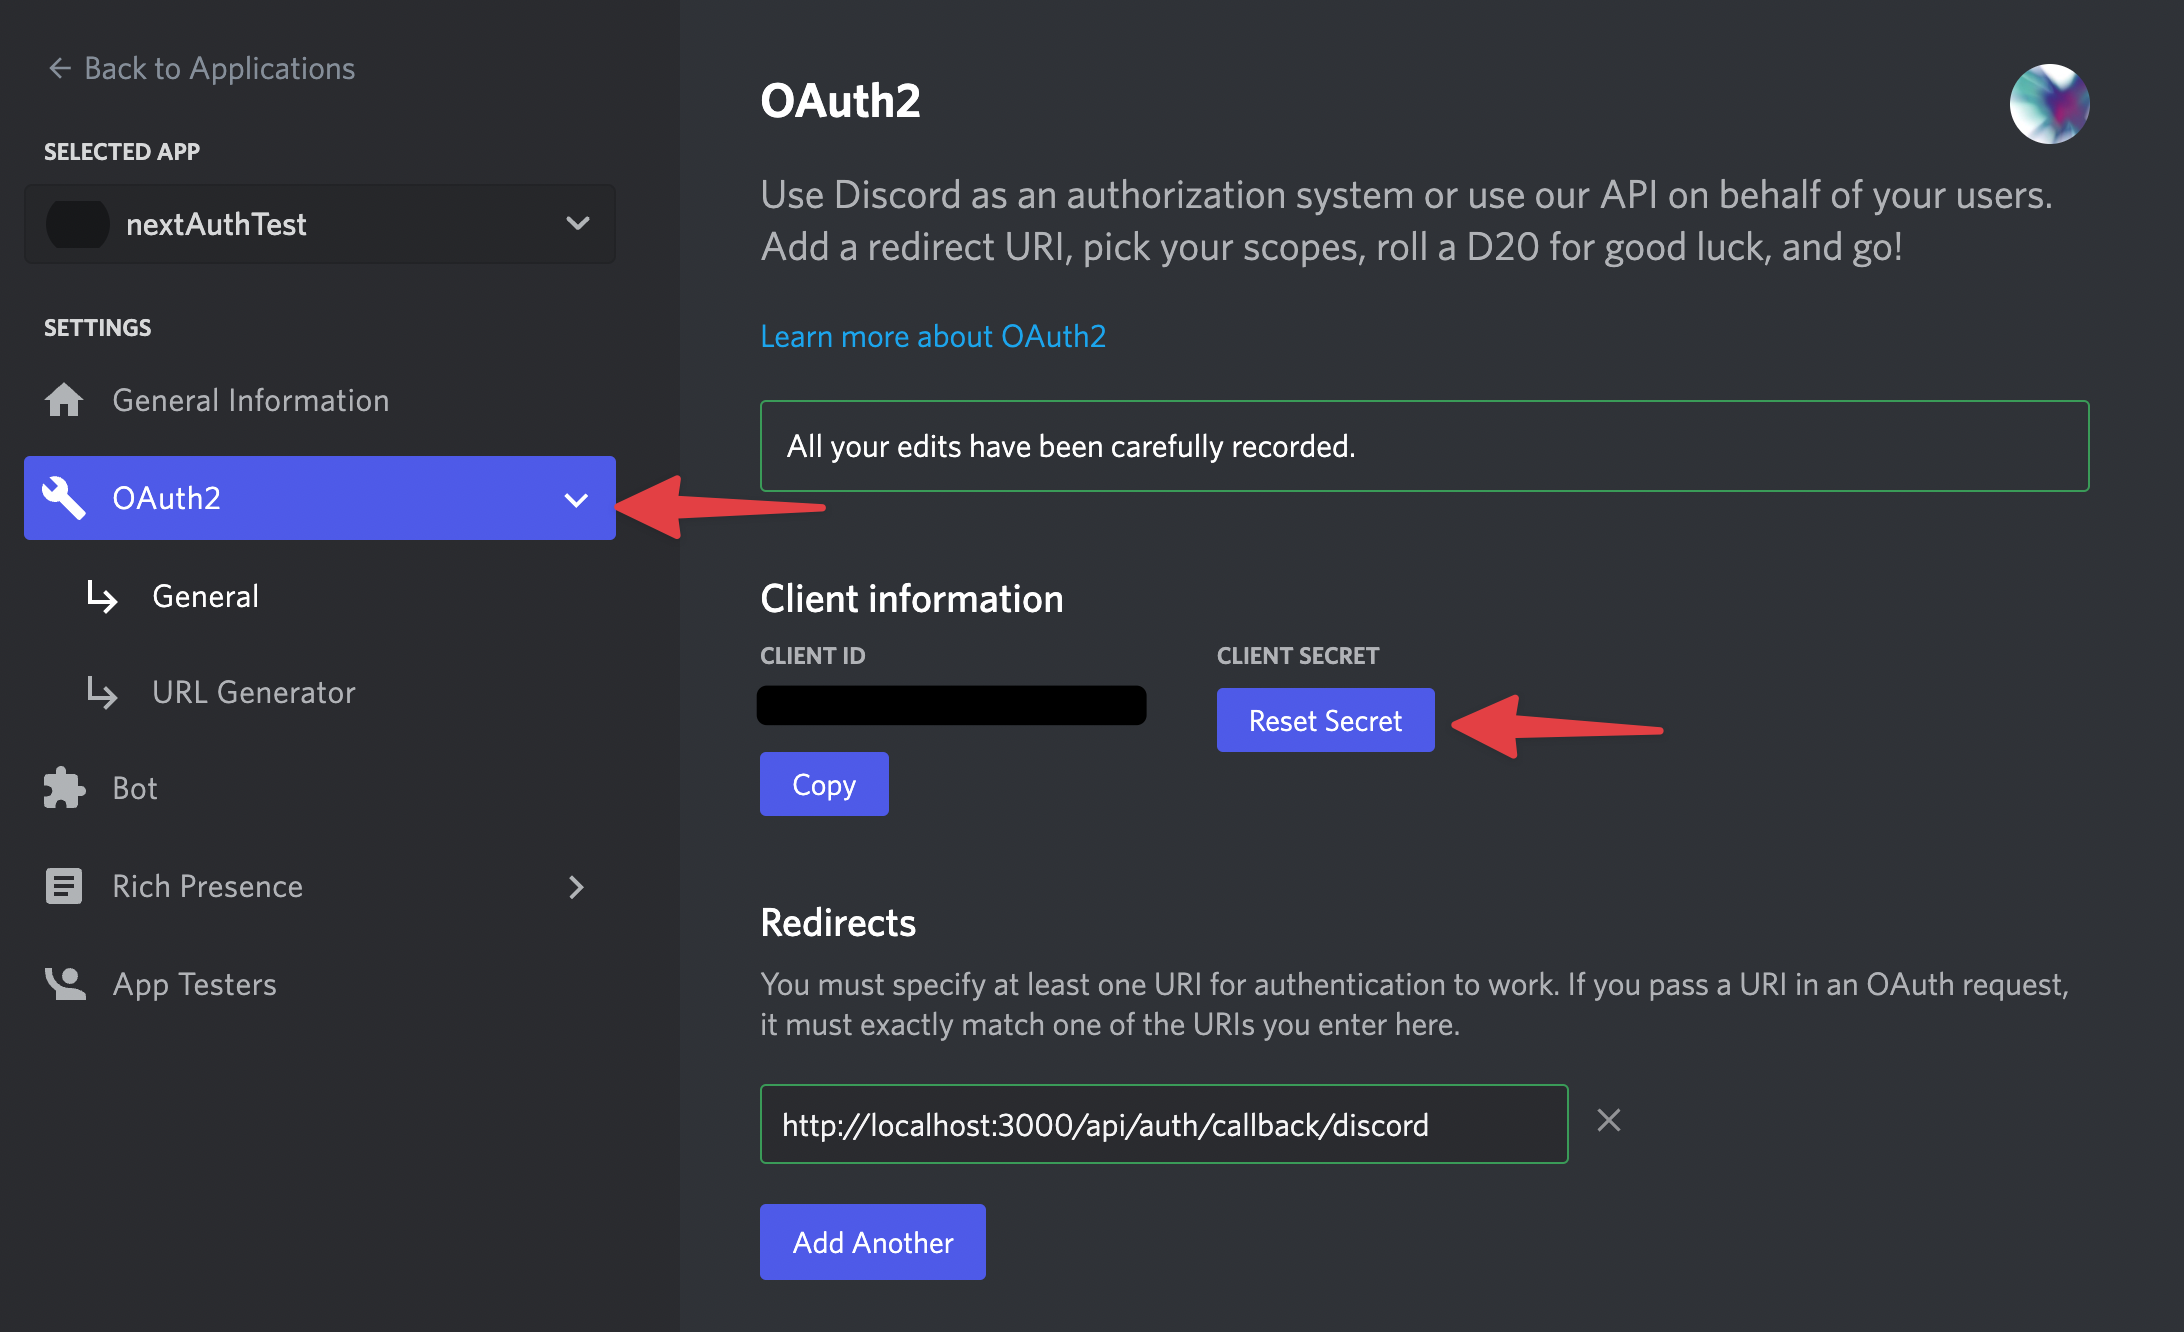 Back to Applications
SELECTED APP
nextAuthTest
SETTINGS
General Information
OAuth2
General
URL Generator
Bot
Rich Presence
App Testers
OAuth2
Use Discord as an authorization system or use our API on behalf of your users.
Add a redirect URI, pick your scopes, roll a D20 for good luck, and go!
Learn more about OAuth2
All your edits have been carefully recorded.
Client information
CLIENT ID
Copy
CLIENT SECRET
Reset Secret
Redirects
You must specify at least one URI for authentication to work. If you pass a URI in an OAuth request,
it must exactly match one of the URIs you enter here.
http://localhost:3000/api/auth/callback/discord
Add Another